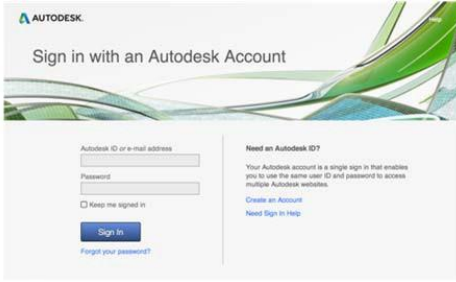 AUTODESK.
Help
Sign in with an Autodesk Account
Autodesk ID or e-mail address
Password
Keep me signed in
Sign In
Forgot your password?
Need an Autodesk ID?
Your Autodesk account is a single sign in that enables
you to use the same user ID and password to access
multiple Autodesk websites.
Create an Account
Need Sign In Help